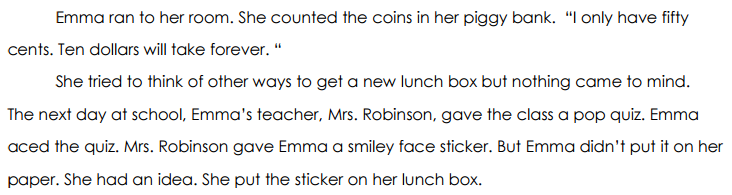 Emma ran to her room. She counted the coins in her piggy bank.  “I only have fifty
cents. Ten dollars will take forever. “
She tried to think of other ways to get a new lunch box but nothing came to mind.
The next day at school, Emma’s teacher, Mrs. Robinson, gave the class a pop quiz. Emma
aced the quiz. Mrs. Robinson gave Emma a smiley face sticker. But Emma didn’t put it on her
paper. She had an idea. She put the sticker on her lunch box.